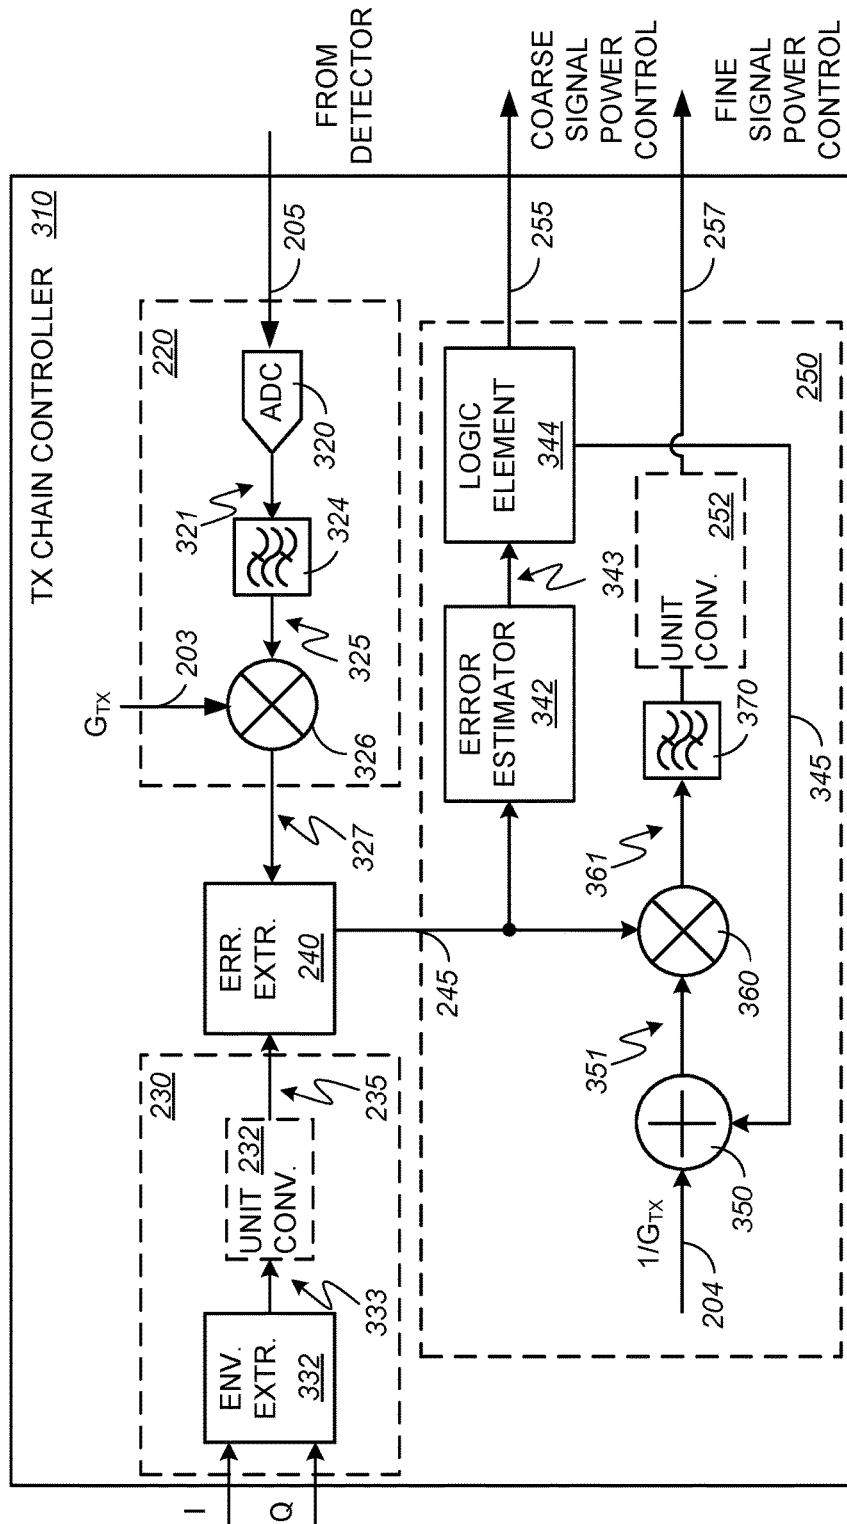 TX CHAIN CONTROLLER 310
I
Q
230
ENV.
EXTR.
332
333
UNIT
CONV.
232
235
ERR.
EXTR.
240
245
327
220
GTX
203
326
325
324
321
ADC
320
205
FROM
DETECTOR
250
ERROR
ESTIMATOR
342
343
LOGIC
ELEMENT
344
255
COARSE
SIGNAL
POWER
CONTROL
1/GTX
204
350
351
360
361
370
UNIT
CONV.
252
345
257
FINE
SIGNAL
POWER
CONTROL